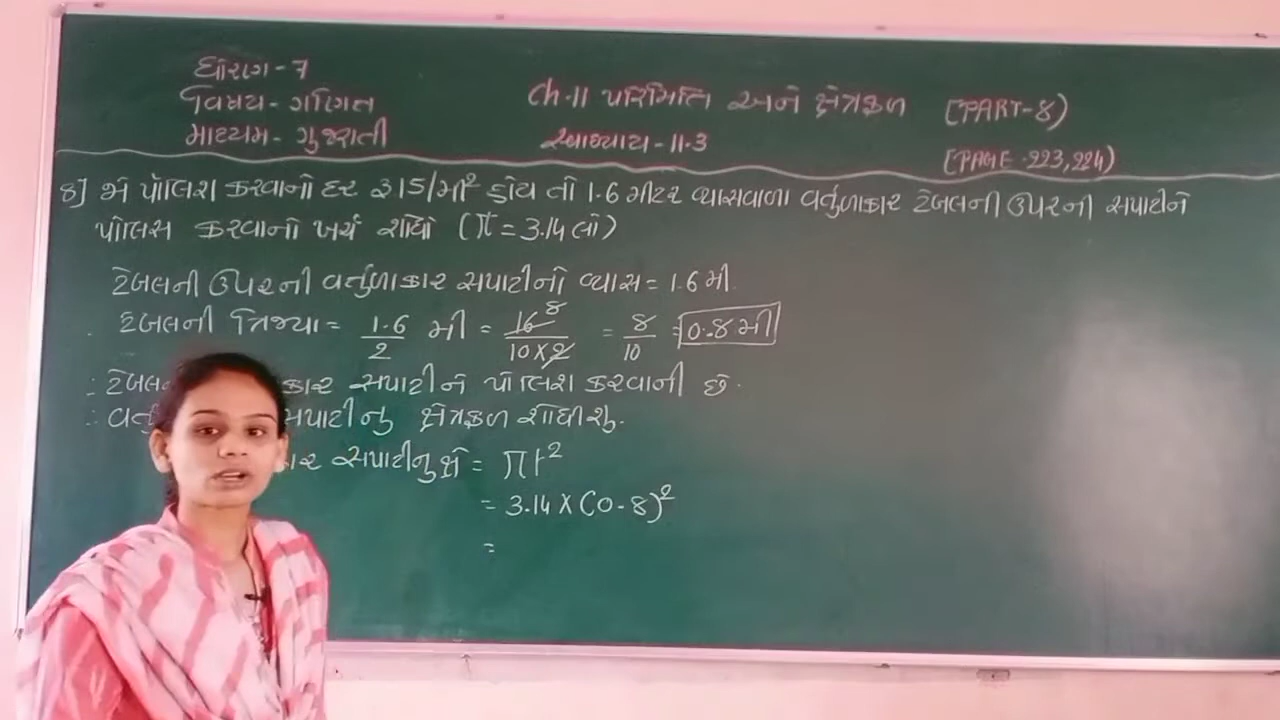 ધોરણ - 7
વિષય - ગણિત
માધ્યમ - ગુજરાતી
Ch-11 પરિમિતિ અને ક્ષેત્રફળ (PART-8)
સ્વાધ્યાય - 11.3
(PAGE - 223,224)
8] જો પોલિશ કરવાનો દર ₹15/મી² હોય તો 1.6 મીટર વ્યાસવાળા વર્તુળાકાર ટેબલની ઉપરની સપાટીને
પોલિસ કરવાનો ખર્ચ શોધો (π = 3.14 લો)
ટેબલની ઉપરની વર્તુળાકાર સપાટીનો વ્યાસ = 1.6 મી.
∴ ટેબલની ત્રિજ્યા = 1.6/2 મી = 16 8/10×2 = 8/10 = 0.8 મી
∴ ટેબલ કાર સપાટીને પોલિશ કરવાની છે.
∴ વર્તુ સપાટીનુ ક્ષેત્રફળ શોધીશુ.
કાર સપાટીનુ ક્ષે = πr²
= 3.14 × (0.8)²
=